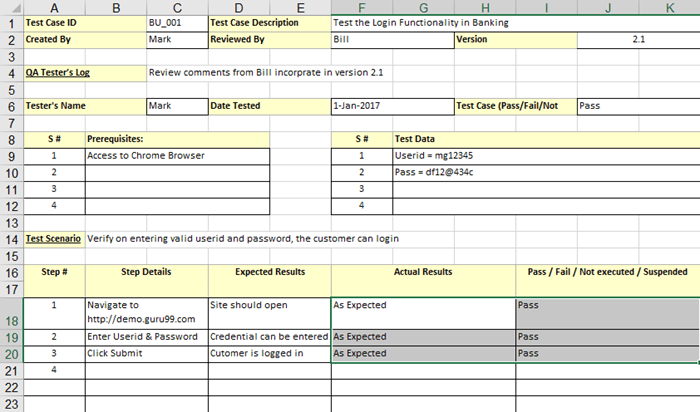 A B C D E F G H I J K
1 Test Case ID BU_001 Test Case Description Test the Login Functionality in Banking
2 Created By Mark Reviewed By Bill Version 2.1
3
4 QA Tester's Log Review comments from Bill incorprate in version 2.1
5
6 Tester's Name Mark Date Tested 1-Jan-2017 Test Case (Pass/Fail/Not Pass
7
8 S # Prerequisites: S # Test Data
9 1 Access to Chrome Browser 1 Userid = mg12345
10 2 2 Pass = df12@434c
11 3 3
12 4 4
13
14 Test Scenario Verify on entering valid userid and password, the customer can login
15
16 Step # Step Details Expected Results Actual Results Pass / Fail / Not executed / Suspended
17
1 Navigate to Site should open As Expected Pass
18 http://demo.guru99.com
19 2 Enter Userid & Password Credential can be entered As Expected Pass
20 3 Click Submit Cutomer is logged in As Expected Pass
21 4
22
23